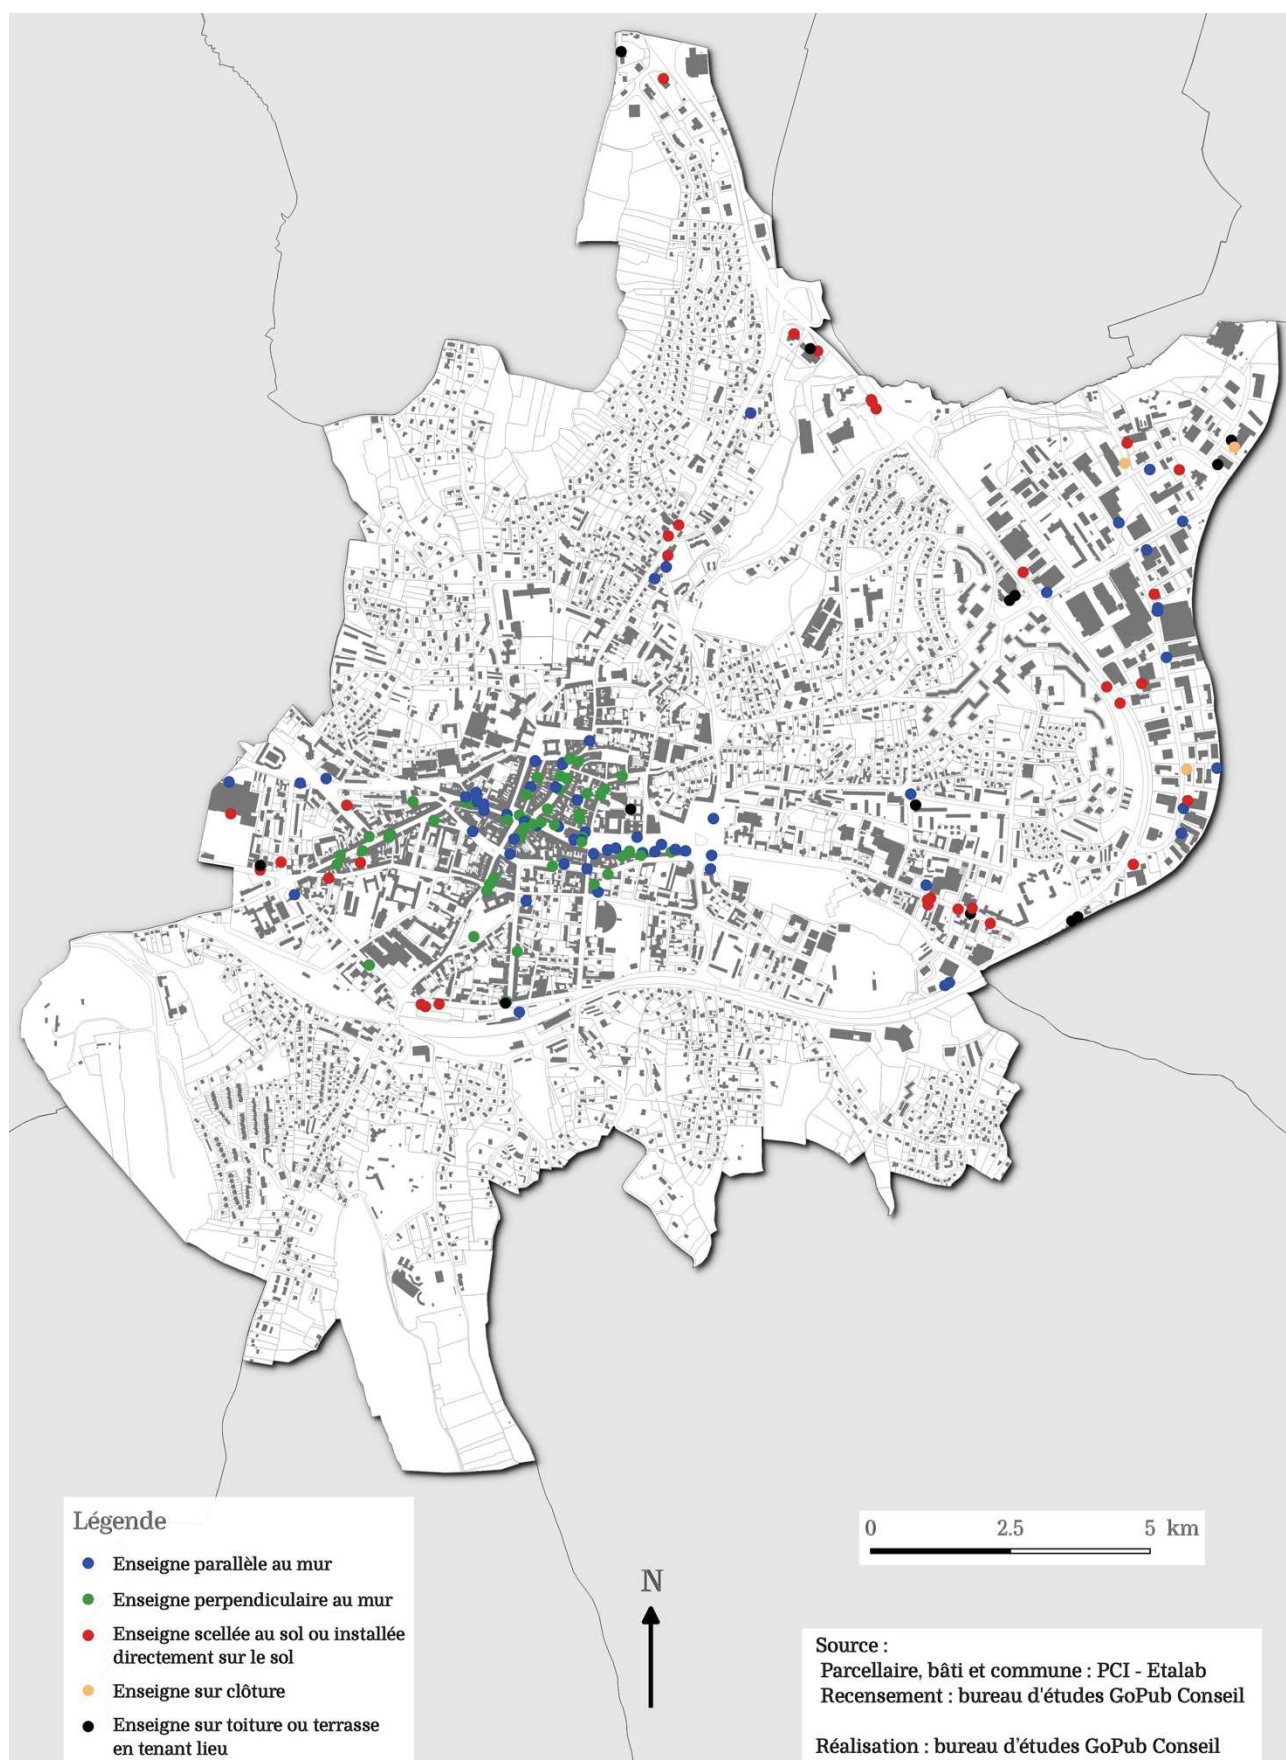 Légende
Enseigne parallèle au mur
Enseigne perpendiculaire au mur
Enseigne scellée au sol ou installée
directement sur le sol
Enseigne sur clôture
Enseigne sur toiture ou terrasse
en tenant lieu
N
0 2.5 5 km
Source :
Parcellaire, bâti et commune : PCI - Etalab
Recensement : bureau d'études GoPub Conseil
Réalisation : bureau d'études GoPub Conseil